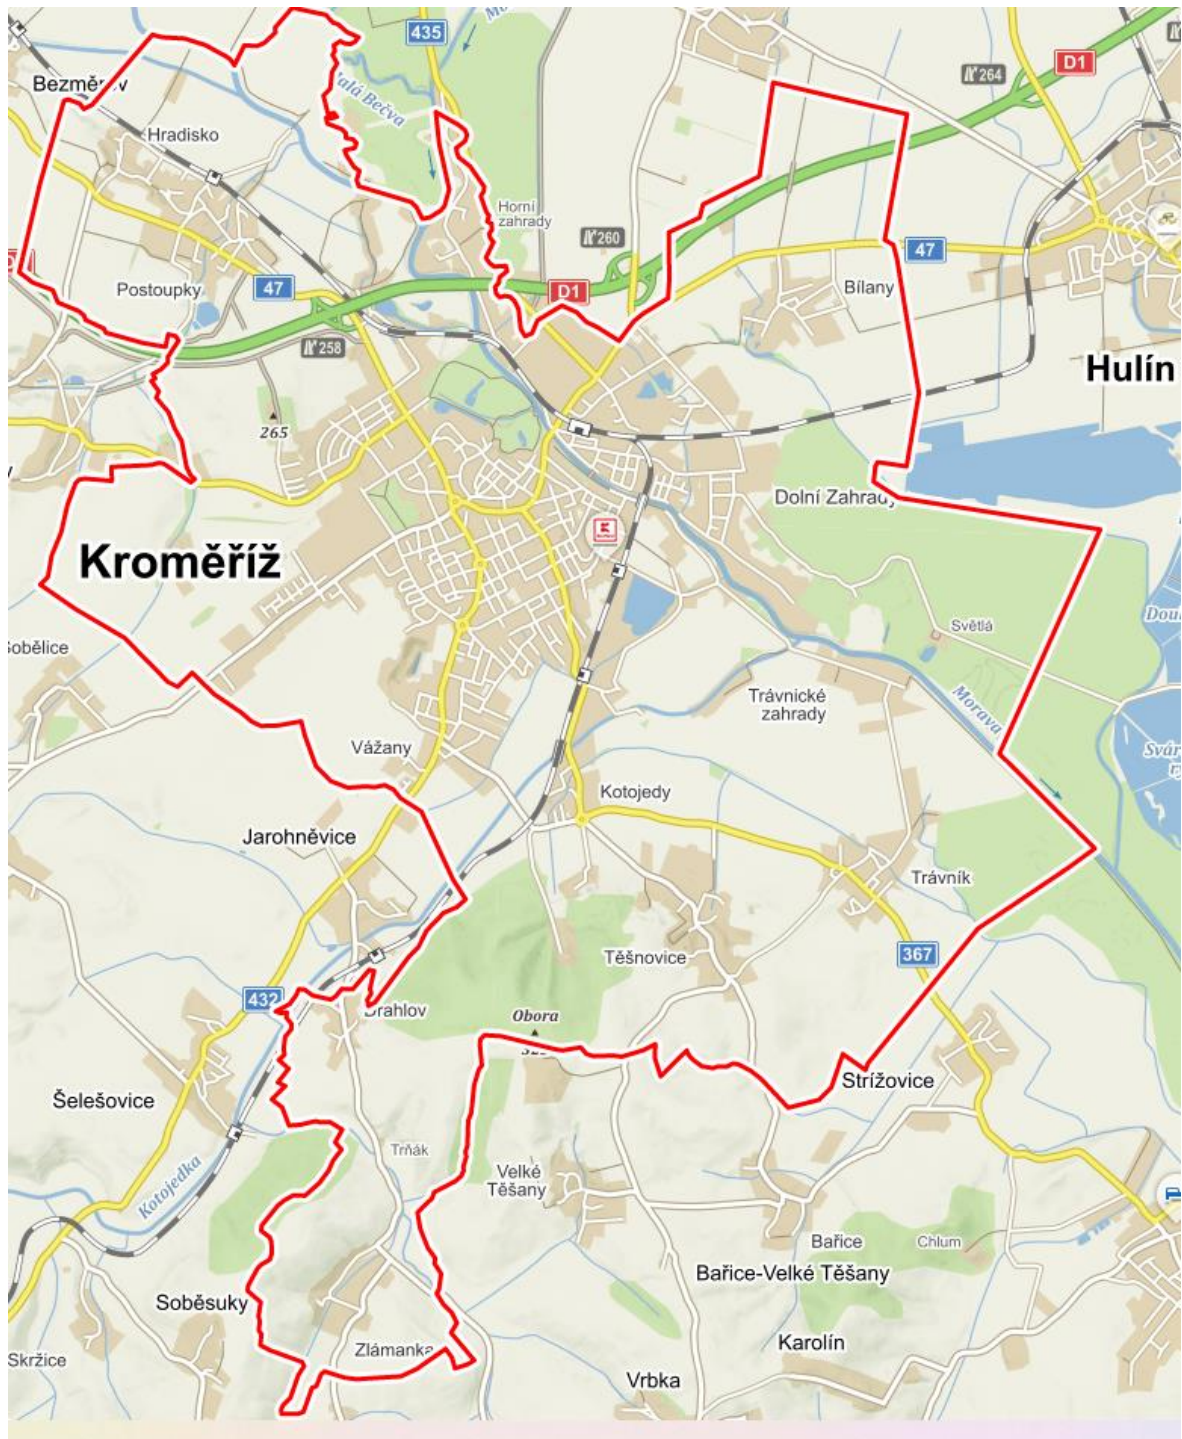 435
D1
264
Bezměrov
Malá Bečva
Hradisko
Horní
zahrady
260
47
Postoupky
47
D1
Bílany
258
Hulín
265
Dolní Zahrady
Kroměříž
Světlá
Trávnické
zahrady
Morava
Vážany
Kotojedy
Jarohněvice
Trávník
Těšnovice
367
432
Drahlov
Obora
Strížovice
Šelešovice
Trňák
Velké
Těšany
Kotojedka
Bařice
Chlum
Bařice-Velké Těšany
Soběsuky
Karolín
Zlámanka
Skržice
Vrbka